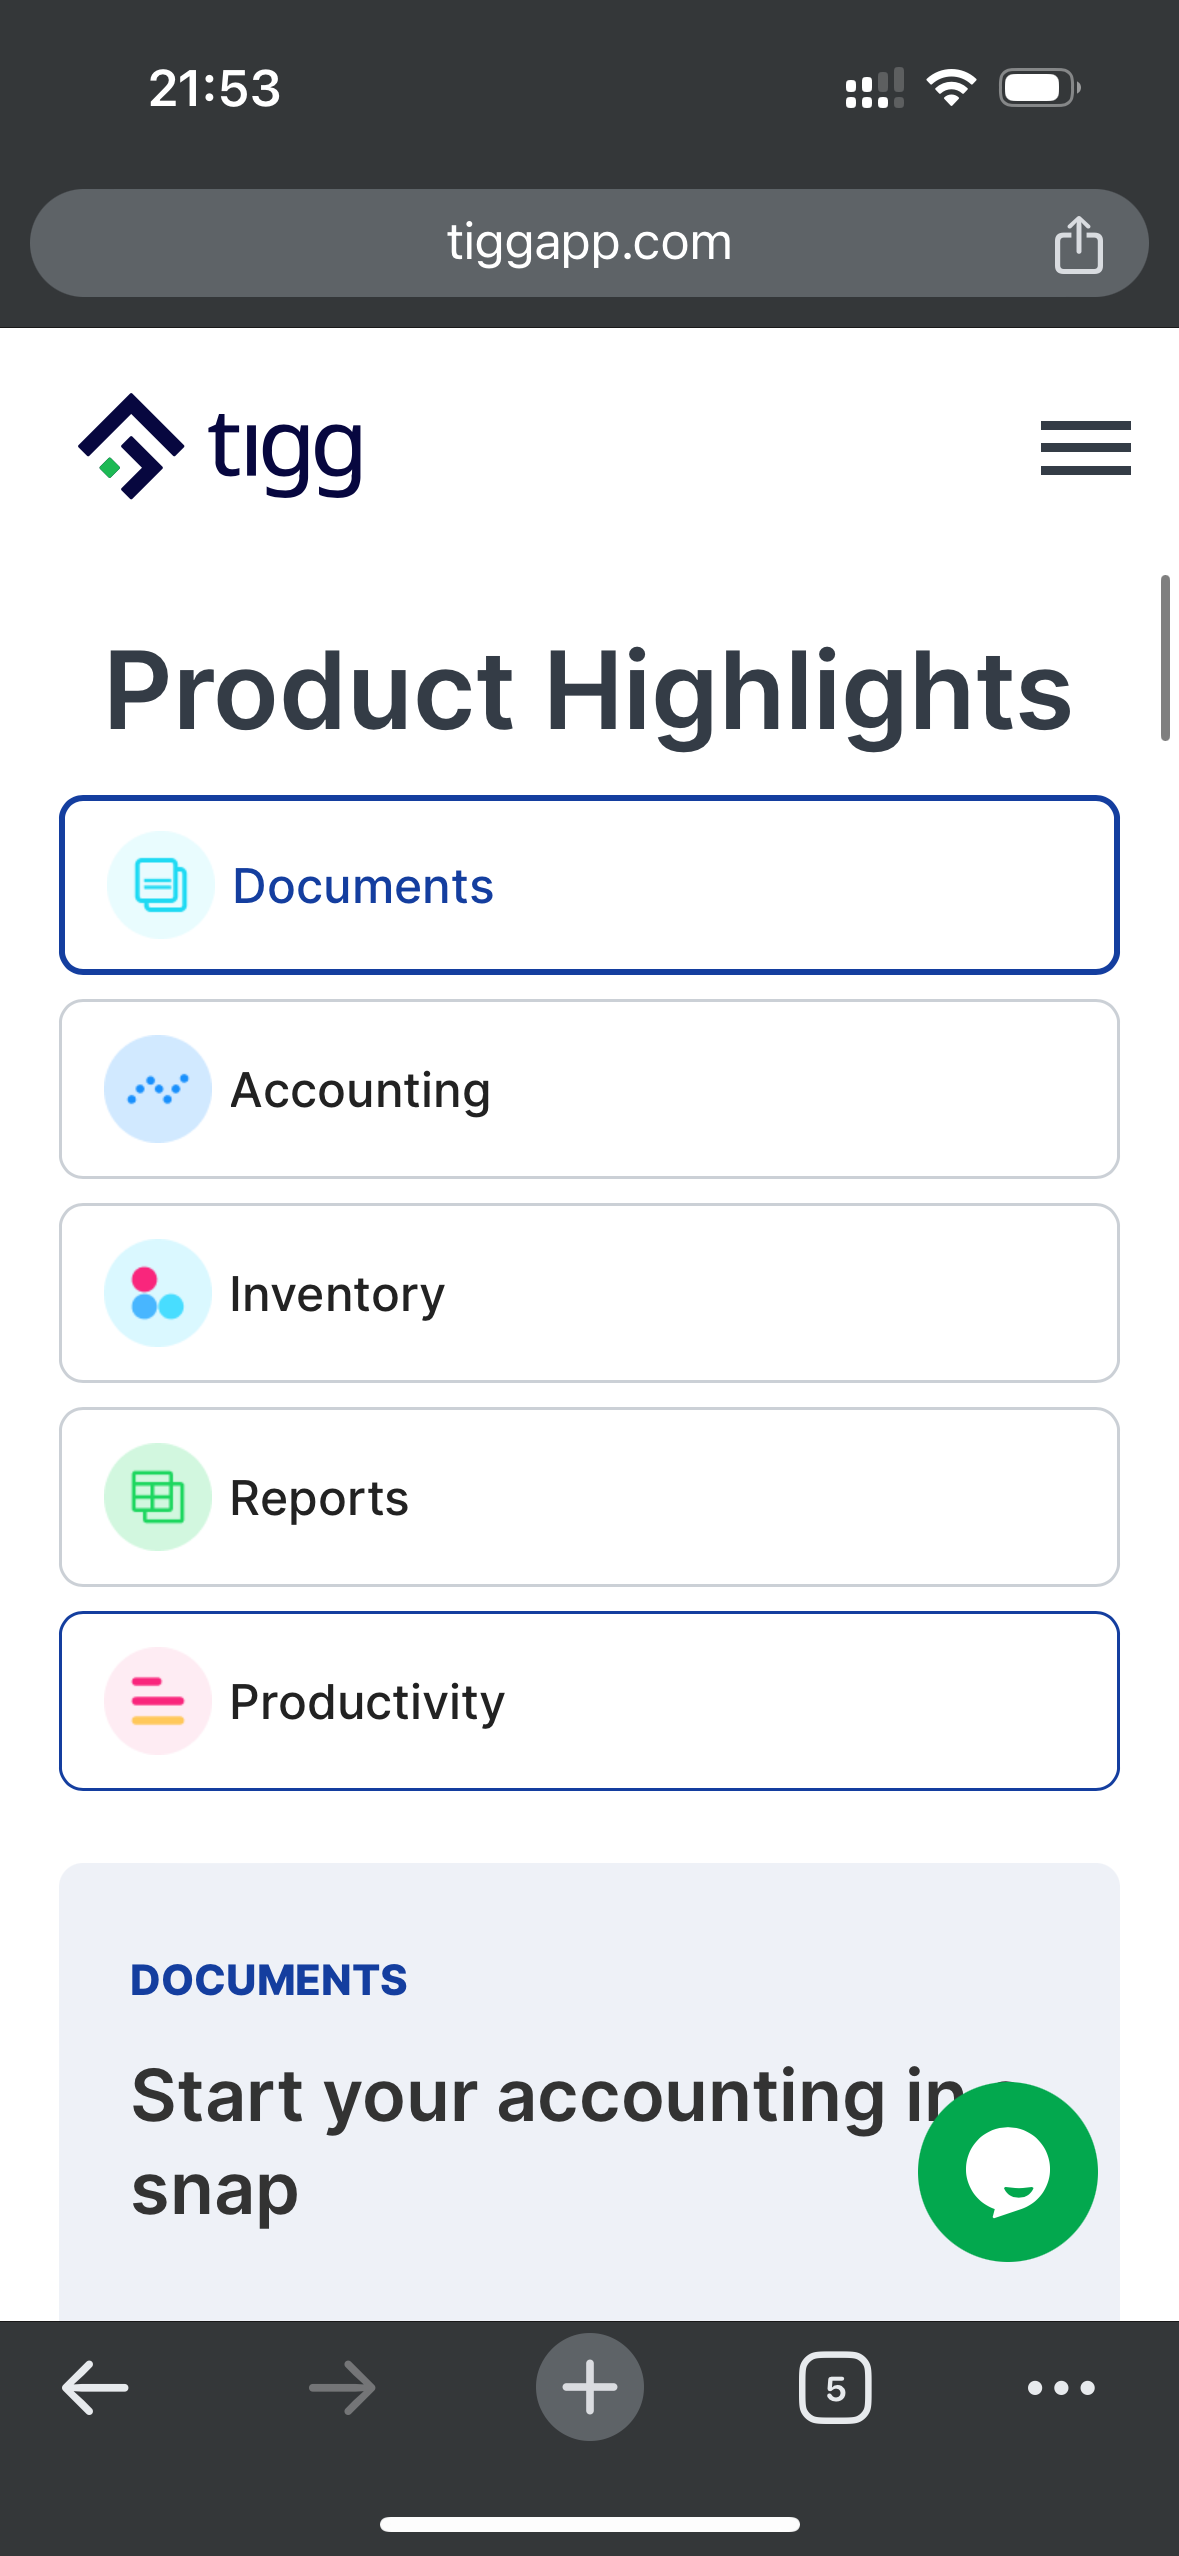 21:53
tiggapp.com
tigg
Product Highlights
Documents
Accounting
Inventory
Reports
Productivity
DOCUMENTS
Start your accounting in
snap
5